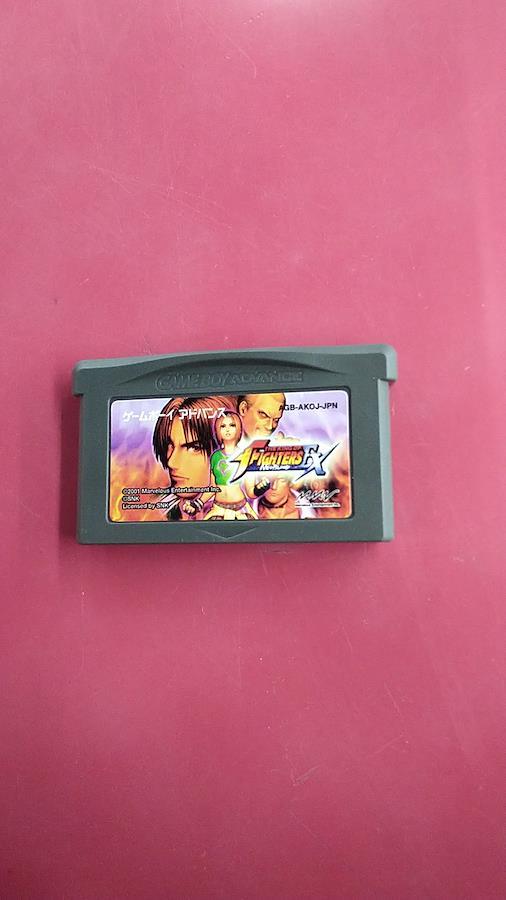 GAME BOY ADVANCE
ゲームボーイ アドバンス
AGB-AKOJ-JPN
THE KING OF
FIGHTERS EX
©2001 Marvelous Entertainment Inc.
©SNK
Licensed by SNK